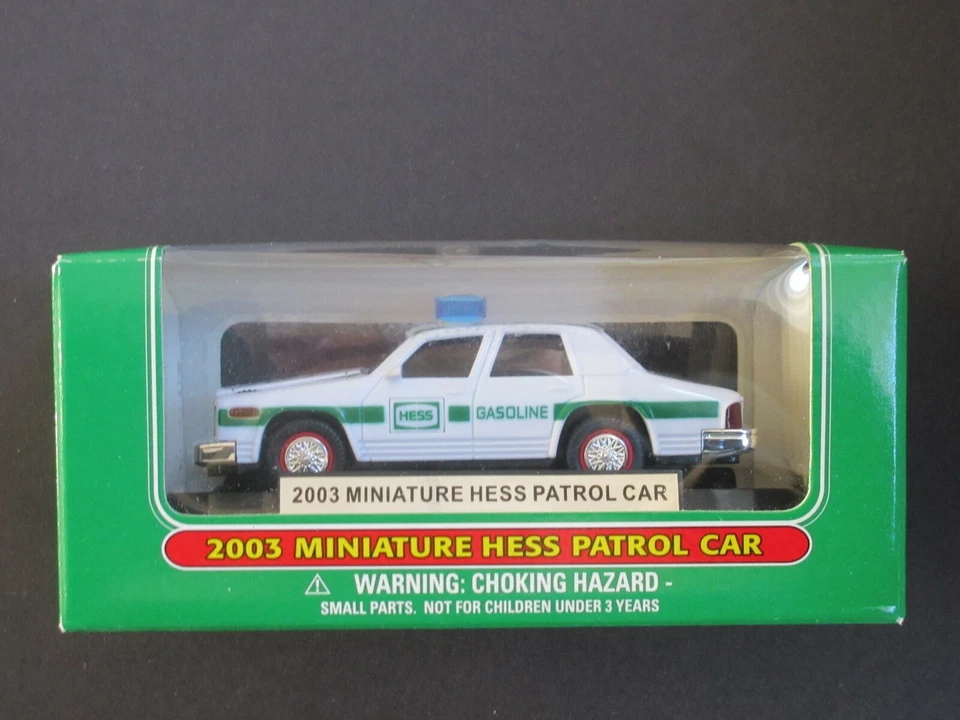 HESS GASOLINE
2003 MINIATURE HESS PATROL CAR
2003 MINIATURE HESS PATROL CAR
WARNING: CHOKING HAZARD -
SMALL PARTS. NOT FOR CHILDREN UNDER 3 YEARS